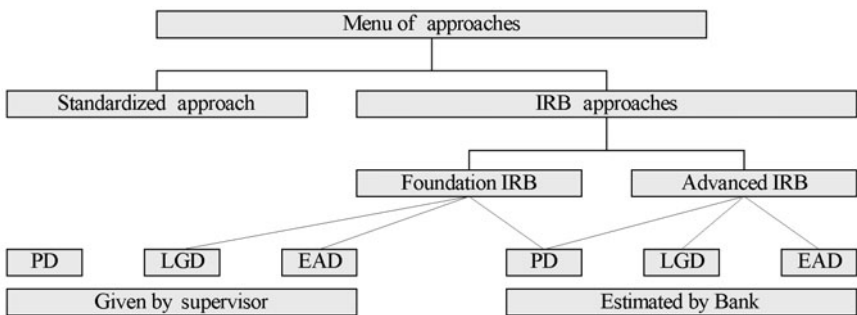 Menu of approaches
Standardized approach
IRB approaches
Foundation IRB
Advanced IRB
PD
LGD
EAD
PD
LGD
EAD
Given by supervisor
Estimated by Bank